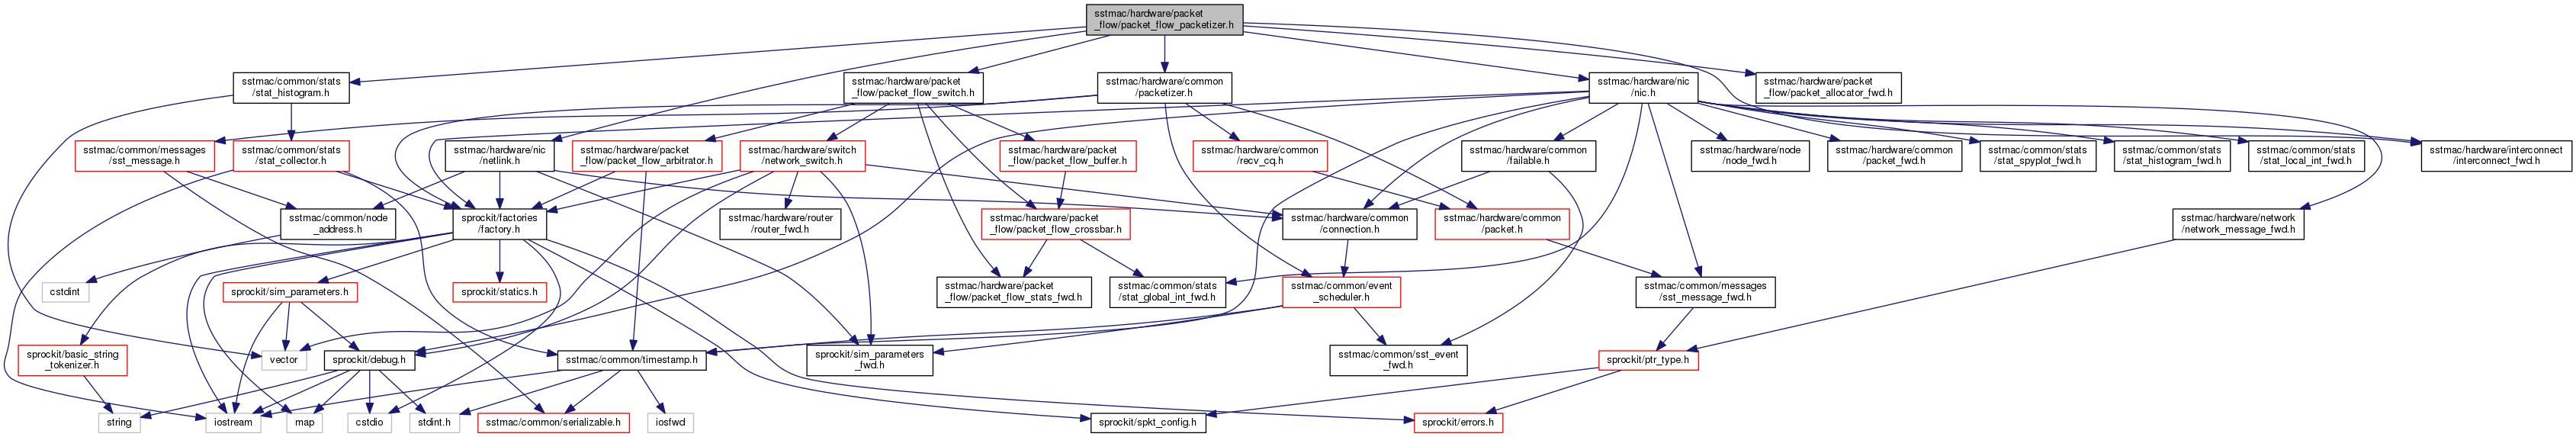 sstmac/hardware/packet
_flow/packet_flow_packetizer.h
sstmac/common/stats
/stat_histogram.h
sstmac/hardware/packet
_flow/packet_flow_switch.h
sstmac/hardware/common
/packetizer.h
sstmac/hardware/nic
/nic.h
sstmac/hardware/packet
_flow/packet_allocator_fwd.h
sstmac/common/messages
/sst_message.h
sstmac/common/stats
/stat_collector.h
sstmac/hardware/nic
/netlink.h
sstmac/hardware/packet
_flow/packet_flow_arbitrator.h
sstmac/hardware/switch
/network_switch.h
sstmac/hardware/packet
_flow/packet_flow_buffer.h
sstmac/hardware/common
/recv_cq.h
sstmac/hardware/common
/failable.h
sstmac/hardware/node
/node_fwd.h
sstmac/hardware/common
/packet_fwd.h
sstmac/common/stats
/stat_spyplot_fwd.h
sstmac/common/stats
/stat_histogram_fwd.h
sstmac/common/stats
/stat_local_int_fwd.h
sstmac/hardware/interconnect
/interconnect_fwd.h
sstmac/common/node
_address.h
sprockit/factories
/factory.h
sstmac/hardware/router
/router_fwd.h
sstmac/hardware/packet
_flow/packet_flow_crossbar.h
sstmac/hardware/common
/connection.h
sstmac/hardware/common
/packet.h
sstmac/hardware/network
/network_message_fwd.h
cstdint
sprockit/sim_parameters.h
sprockit/statics.h
sstmac/hardware/packet
_flow/packet_flow_stats_fwd.h
sstmac/common/stats
/stat_global_int_fwd.h
sstmac/common/event
_scheduler.h
sstmac/common/messages
/sst_message_fwd.h
sprockit/basic_string
_tokenizer.h
vector
sprockit/debug.h
sstmac/common/timestamp.h
sprockit/sim_parameters
_fwd.h
sstmac/common/sst_event
_fwd.h
sprockit/ptr_type.h
string
iostream
map
cstdio
stdint.h
sstmac/common/serializable.h
iosfwd
sprockit/spkt_config.h
sprockit/errors.h